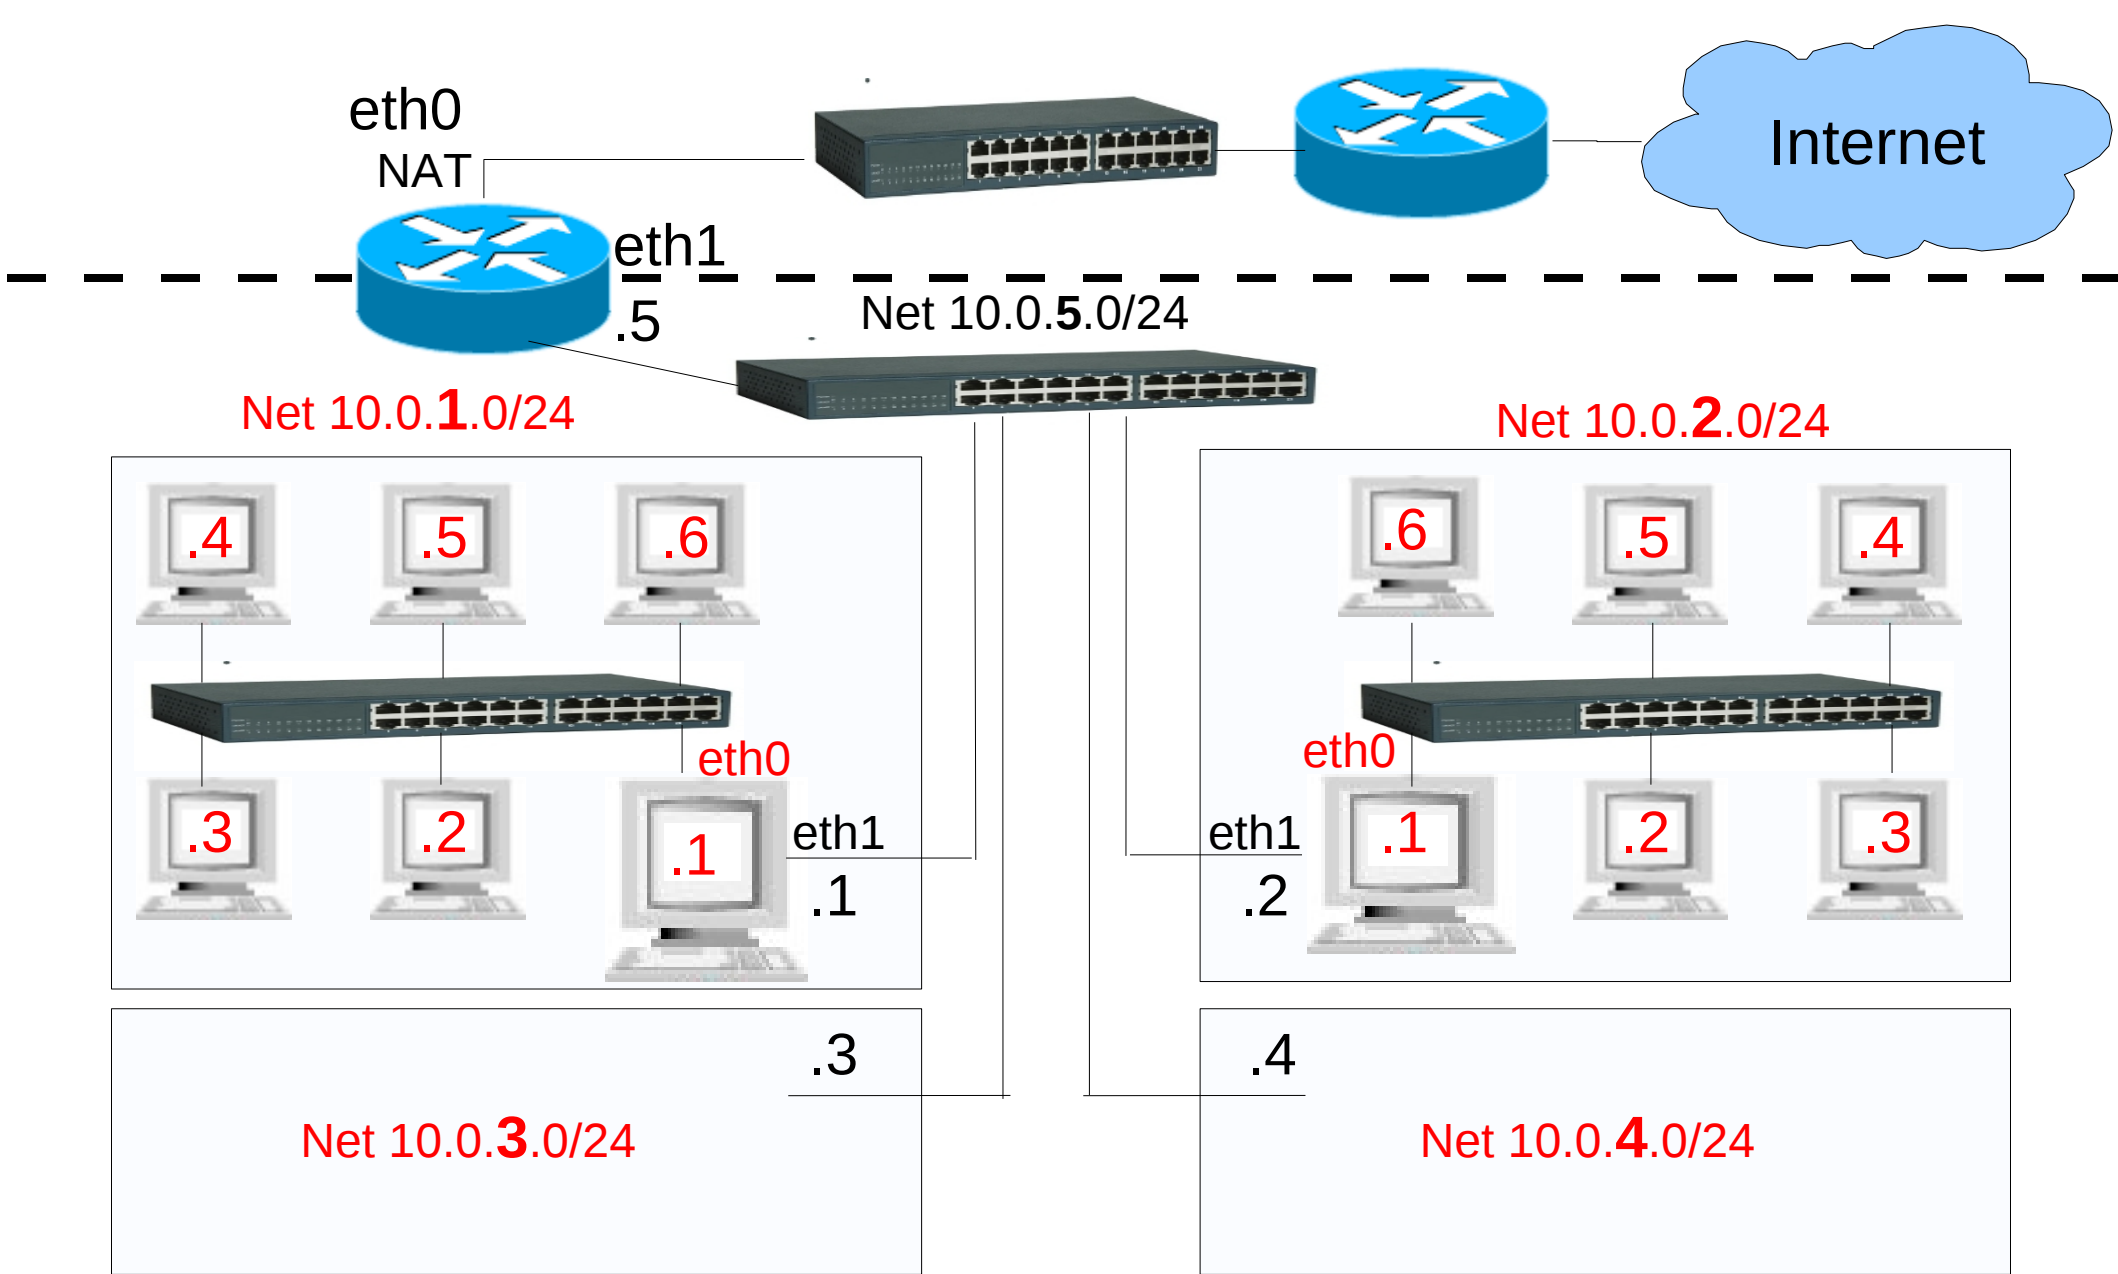 eth0
NAT
Internet
eth1
.5
Net 10.0.5.0/24
Net 10.0.1.0/24
Net 10.0.2.0/24
.4
.5
.6
.6
.5
.4
eth0
eth0
.3
.2
.1
eth1
.1
eth1
.2
.1
.2
.3
.3
.4
Net 10.0.3.0/24
Net 10.0.4.0/24